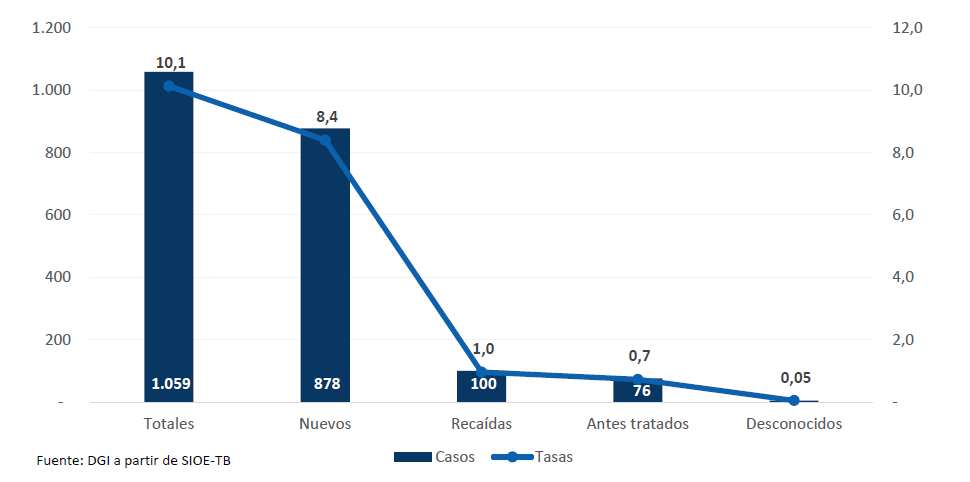 1.200
12,0
10,1
1.000
10,0
8,4
800
8,0
600
6,0
400
4,0
200
2,0
1,0
0,7
0,05
1.059
878
100
76
-
-
Totales
Nuevos
Recaídas
Antes tratados
Desconocidos
Casos
Tasas
Fuente: DGI a partir de SIOE-TB